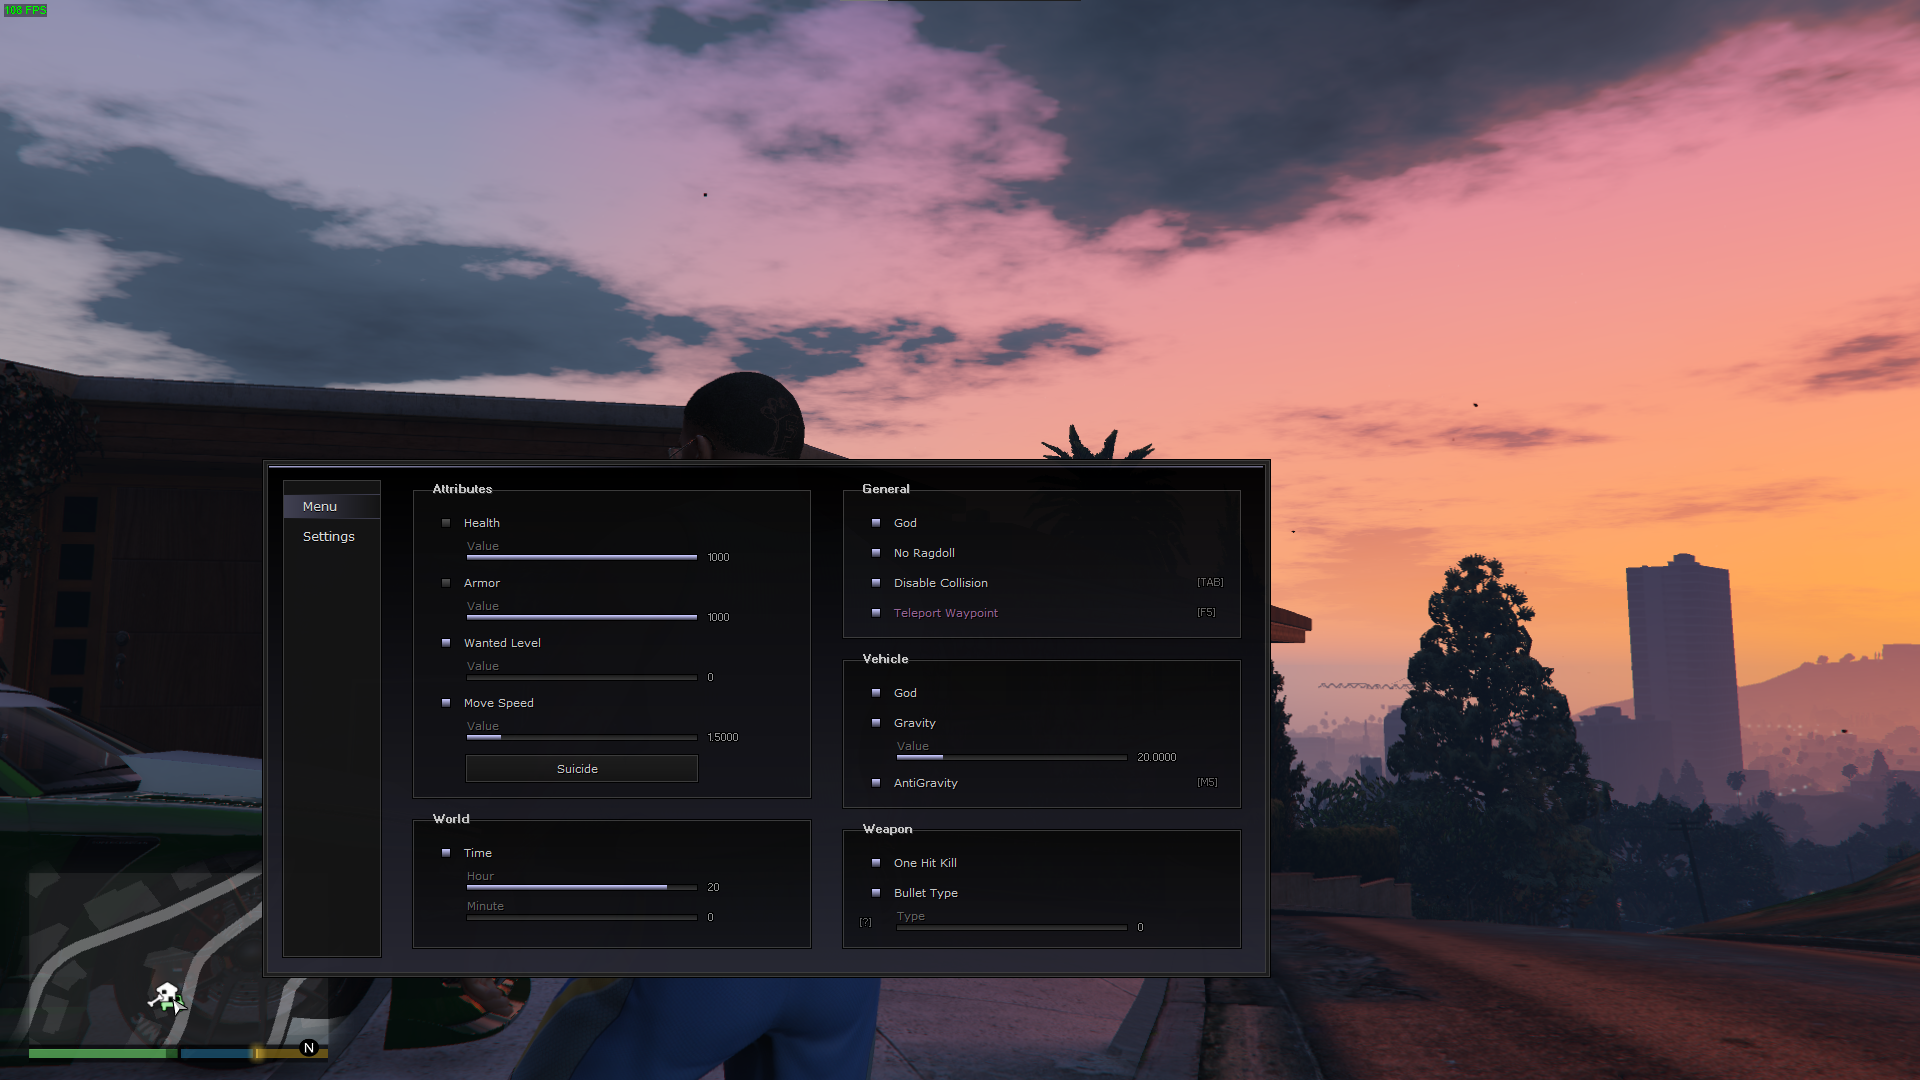 108 FPS
Menu
Settings
Attributes
Health
Value
1000
Armor
Value
1000
Wanted Level
Value
0
Move Speed
Value
1.5000
Suicide
World
Time
Hour
20
Minute
0
General
God
No Ragdoll
Disable Collision [TAB]
Teleport Waypoint [F5]
Vehicle
God
Gravity
Value
20.0000
AntiGravity [M5]
Weapon
One Hit Kill
Bullet Type
[?] Type
0
N